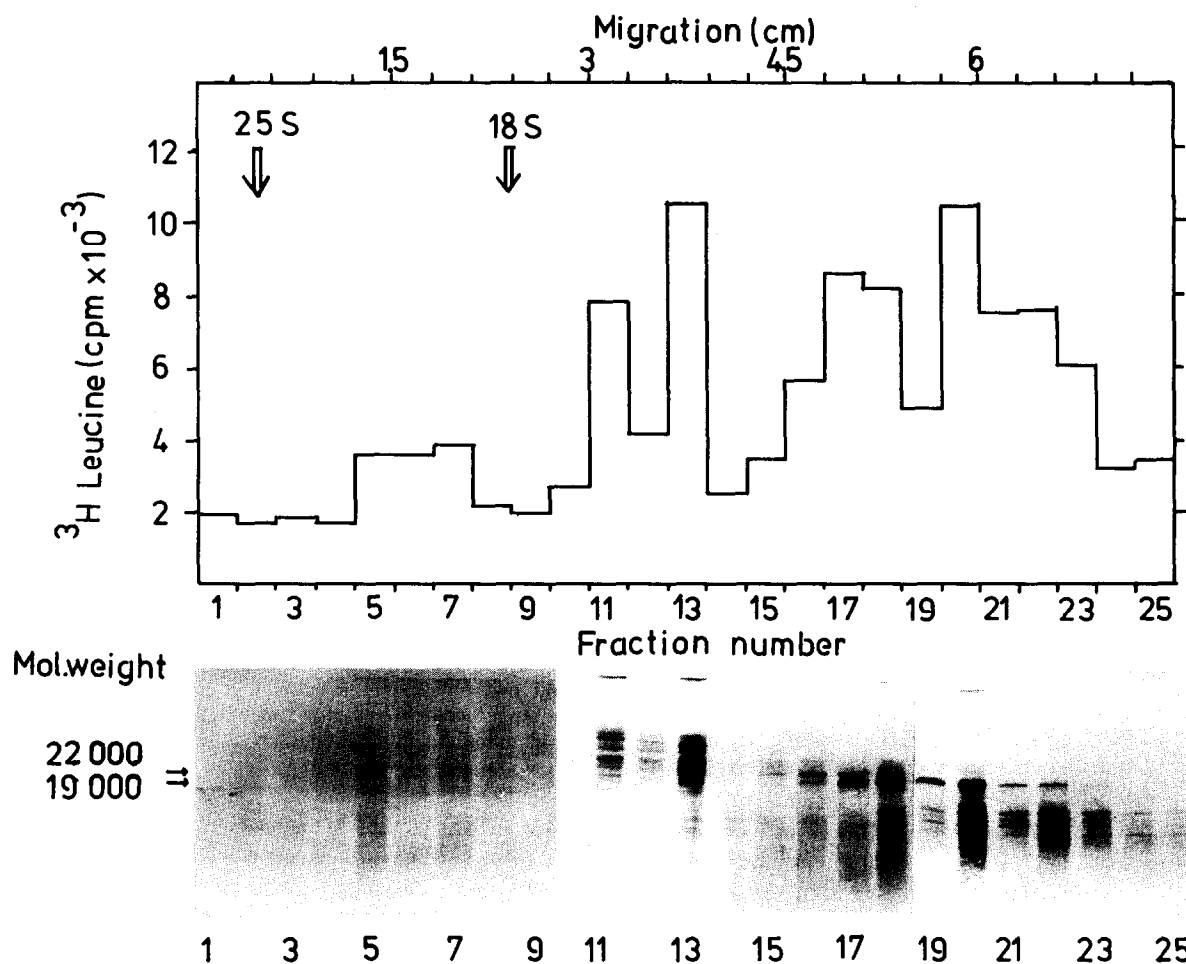 Migration (cm)
1,5 3 4,5 6
25 S 18 S
12
10
8
6
4
2
³H Leucine (cpm x10⁻³)
1 3 5 7 9 11 13 15 17 19 21 23 25
Fraction number
Mol.weight
22 000
19 000
1 3 5 7 9 11 13 15 17 19 21 23 25